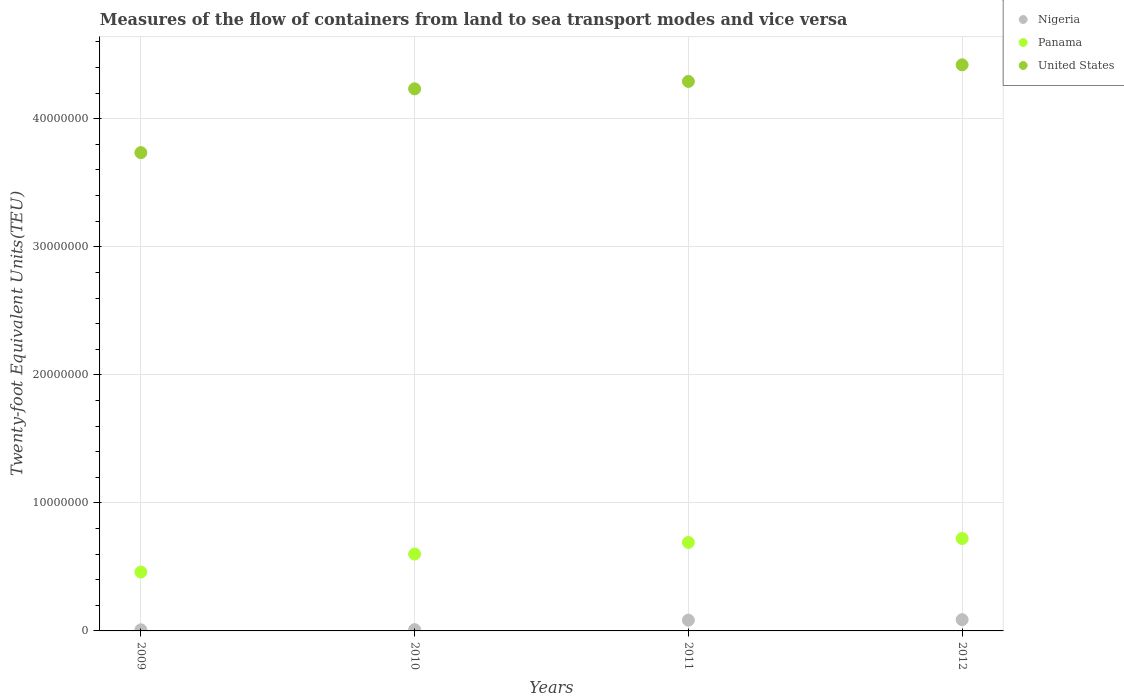 Measures of the flow of containers from land to sea transport modes and vice versa
Nigeria
Panama
United States
Twenty-foot Equivalent Units(TEU)
40000000
30000000
20000000
10000000
0
2009
2010
2011
2012
Years